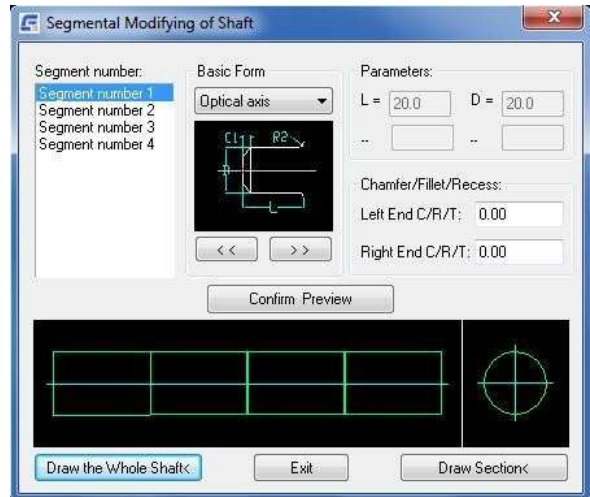 Segmental Modifying of Shaft
Segment number:
Segment number 1
Segment number 2
Segment number 3
Segment number 4
Basic Form
Optical axis
C1 R2
D
L
<< >>
Parameters:
L = 20.0 D = 20.0
-- --
Chamfer/Fillet/Recess:
Left End C/R/T: 0.00
Right End C/R/T: 0.00
Confirm Preview
Draw the Whole Shaft< Exit Draw Section<